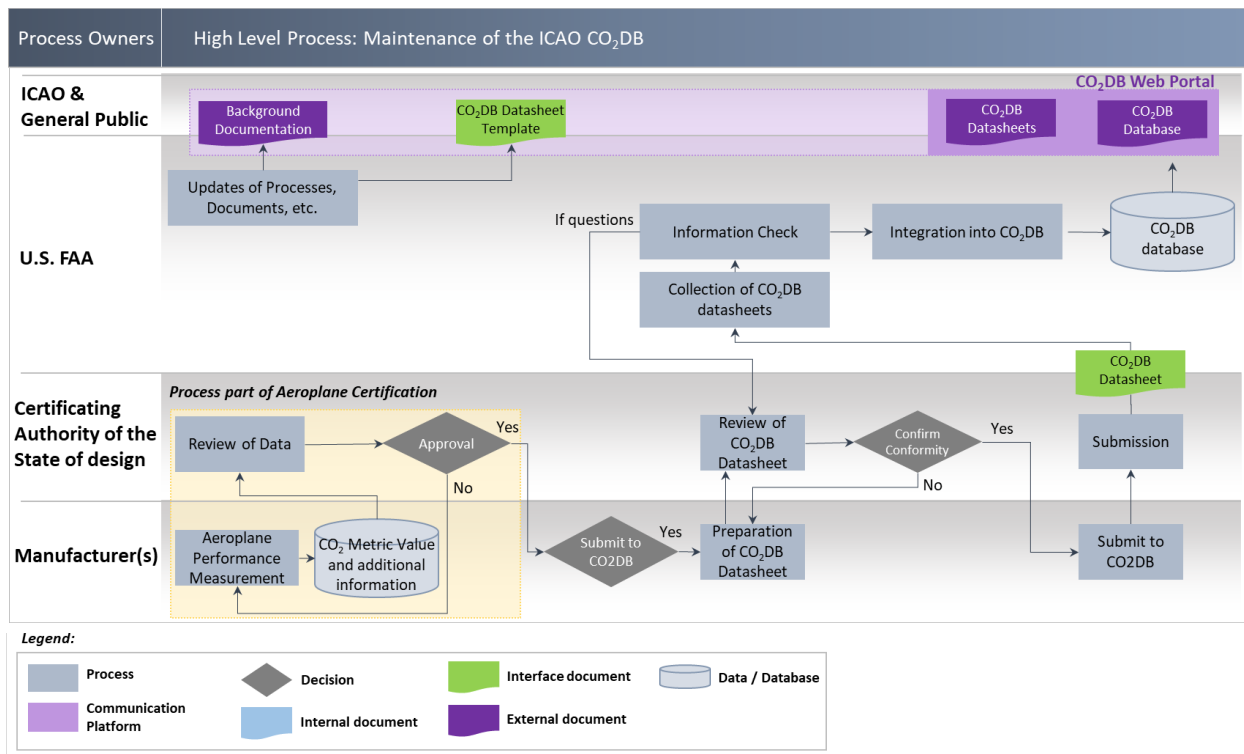 Process Owners
High Level Process: Maintenance of the ICAO CO₂DB
CO₂DB Web Portal
ICAO &
General Public
Background
Documentation
CO₂DB Datasheet
Template
CO₂DB
Datasheets
CO₂DB
Database
Updates of Processes,
Documents, etc.
If questions
Information Check
Integration into CO₂DB
CO₂DB
database
U.S. FAA
Collection of CO₂DB
datasheets
CO₂DB
Datasheet
Process part of Aeroplane Certification
Certificating
Authority of the
State of design
Review of Data
Approval
Yes
No
Review of
CO₂DB
Datasheet
Confirm
Conformity
Yes
No
Submission
Manufacturer(s)
Aeroplane
Performance
Measurement
CO₂ Metric Value
and additional
information
Submit to
CO2DB
Yes
Preparation
of CO₂DB
Datasheet
Submit to
CO2DB
Legend:
Process
Decision
Interface document
Data / Database
Communication
Platform
Internal document
External document